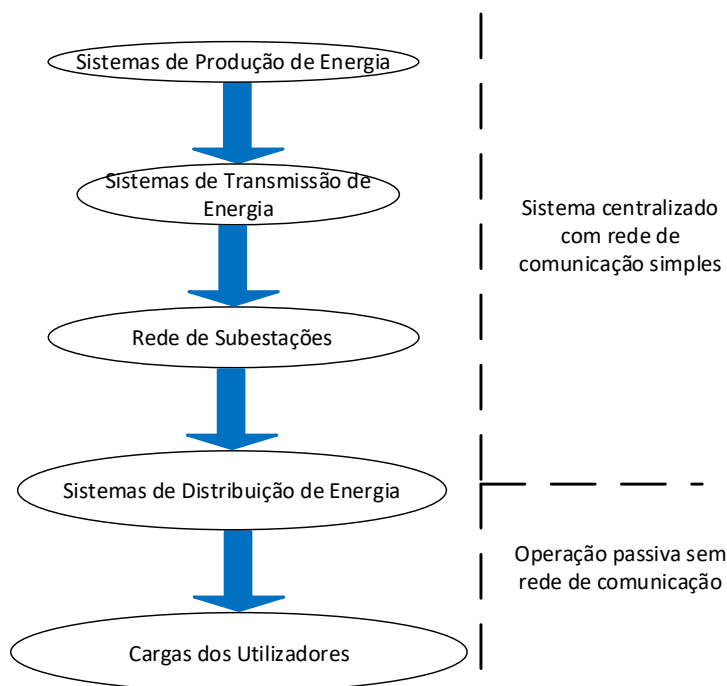 Sistemas de Produção de Energia
Sistemas de Transmissão de
Energia
Sistema centralizado
com rede de
comunicação simples
Rede de Subestações
Sistemas de Distribuição de Energia
Operação passiva sem
rede de comunicação
Cargas dos Utilizadores